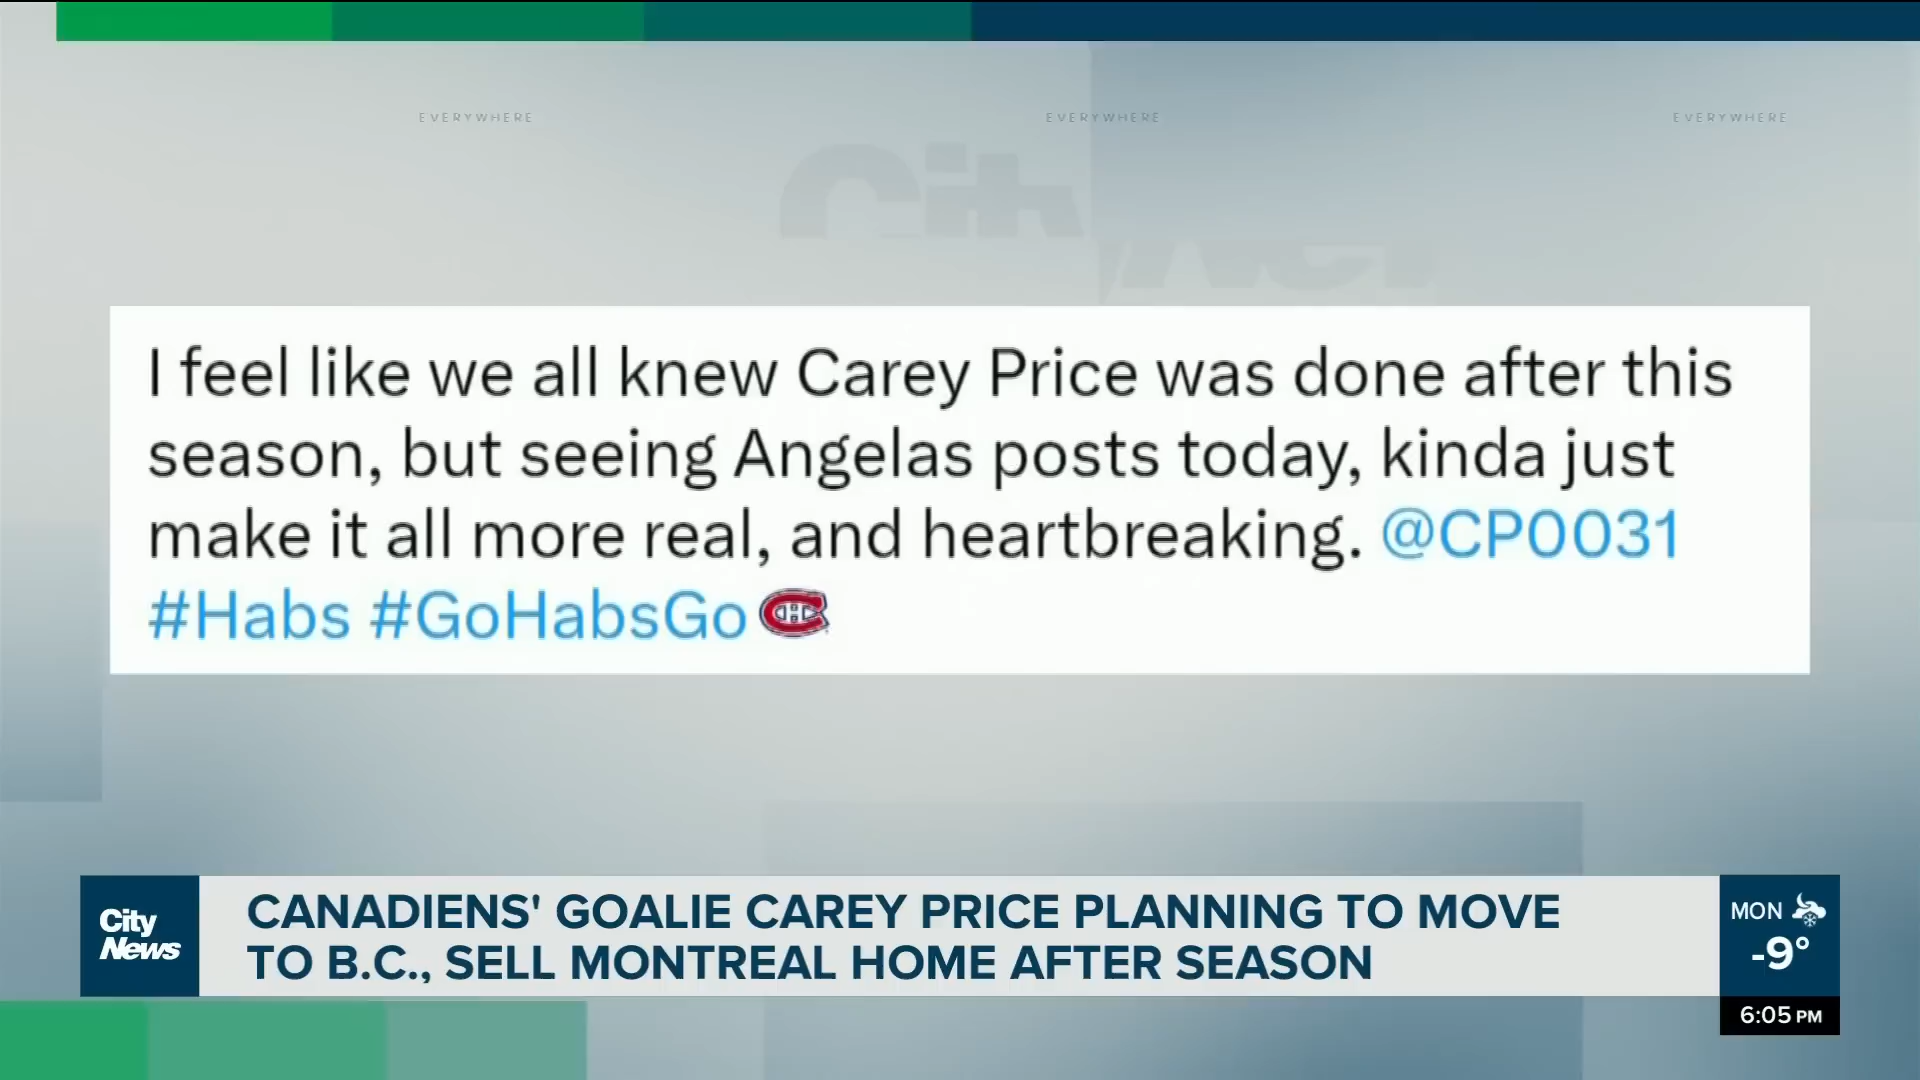 EVERYWHERE EVERYWHERE EVERYWHERE
City
I feel like we all knew Carey Price was done after this
season, but seeing Angelas posts today, kinda just
make it all more real, and heartbreaking. @CP0031
#Habs #GoHabsGo
CANADIENS' GOALIE CAREY PRICE PLANNING TO MOVE
TO B.C., SELL MONTREAL HOME AFTER SEASON
City
News
MON
-9°
6:05 PM